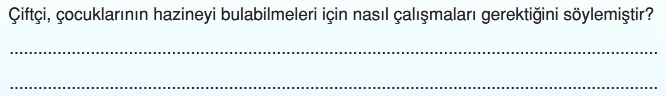 Çiftçi, çocuklarının hazineyi bulabilmeleri için nasıl çalışmaları gerektiğini söylemiştir?
........................................................................................................................
........................................................................................................................